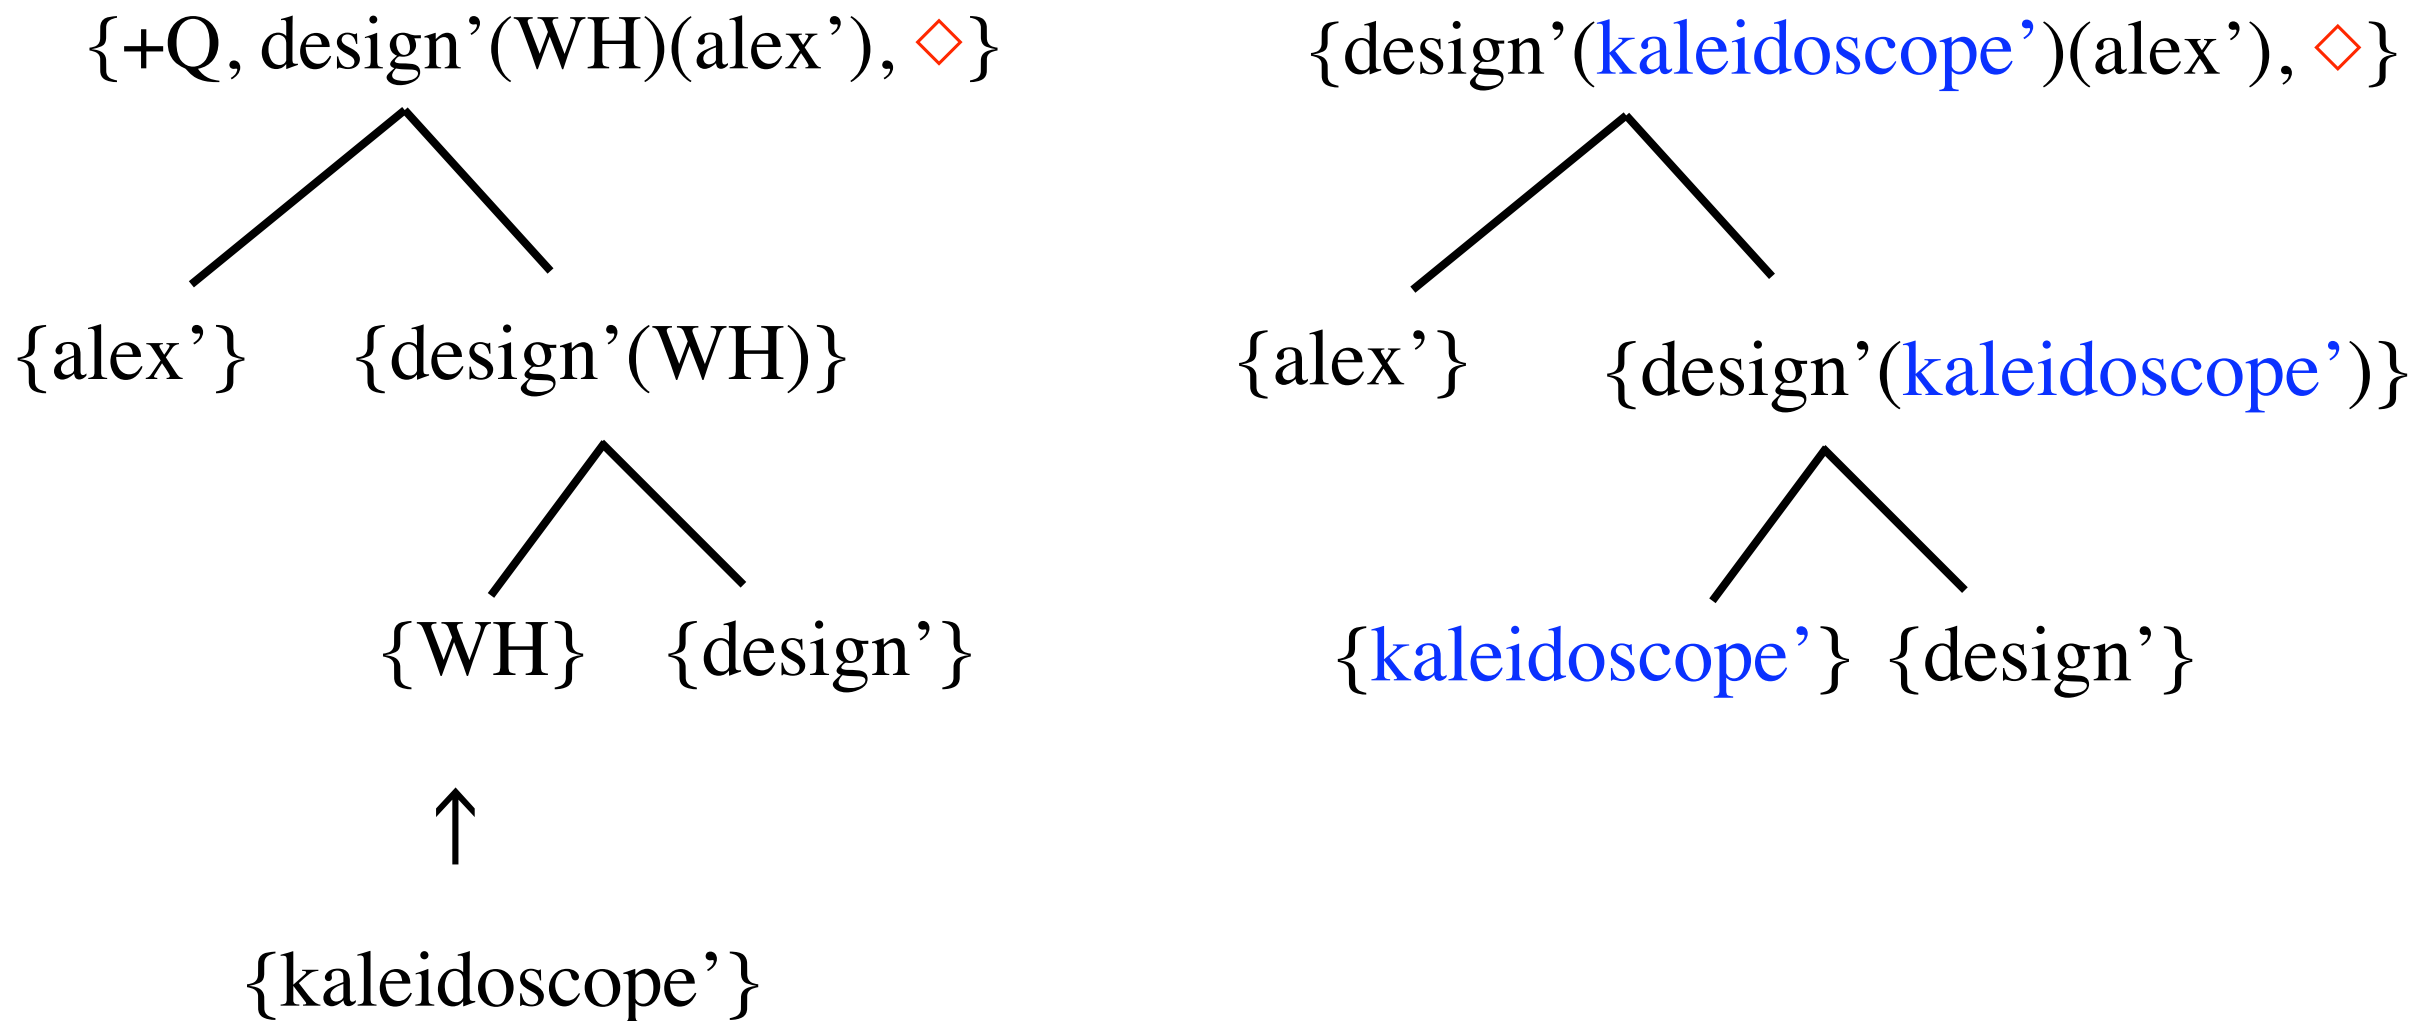 {+Q, design’(WH)(alex’), ◇}
{alex’} {design’(WH)}
{WH} {design’}
↑
{kaleidoscope’}
{design’(kaleidoscope’)(alex’), ◇}
{alex’} {design’(kaleidoscope’)}
{kaleidoscope’} {design’}